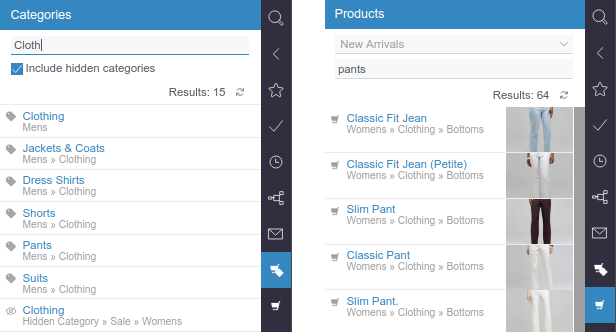 Categories
Cloth
Include hidden categories
Results: 15
Clothing
Mens
Jackets & Coats
Mens » Clothing
Dress Shirts
Mens » Clothing
Shorts
Mens » Clothing
Pants
Mens » Clothing
Suits
Mens » Clothing
Clothing
Hidden Category » Sale » Womens
Products
New Arrivals
pants
Results: 64
Classic Fit Jean
Womens » Clothing » Bottoms
Classic Fit Jean (Petite)
Womens » Clothing » Bottoms
Slim Pant
Womens » Clothing » Bottoms
Classic Pant
Womens » Clothing » Bottoms
Slim Pant.
Womens » Clothing » Bottoms